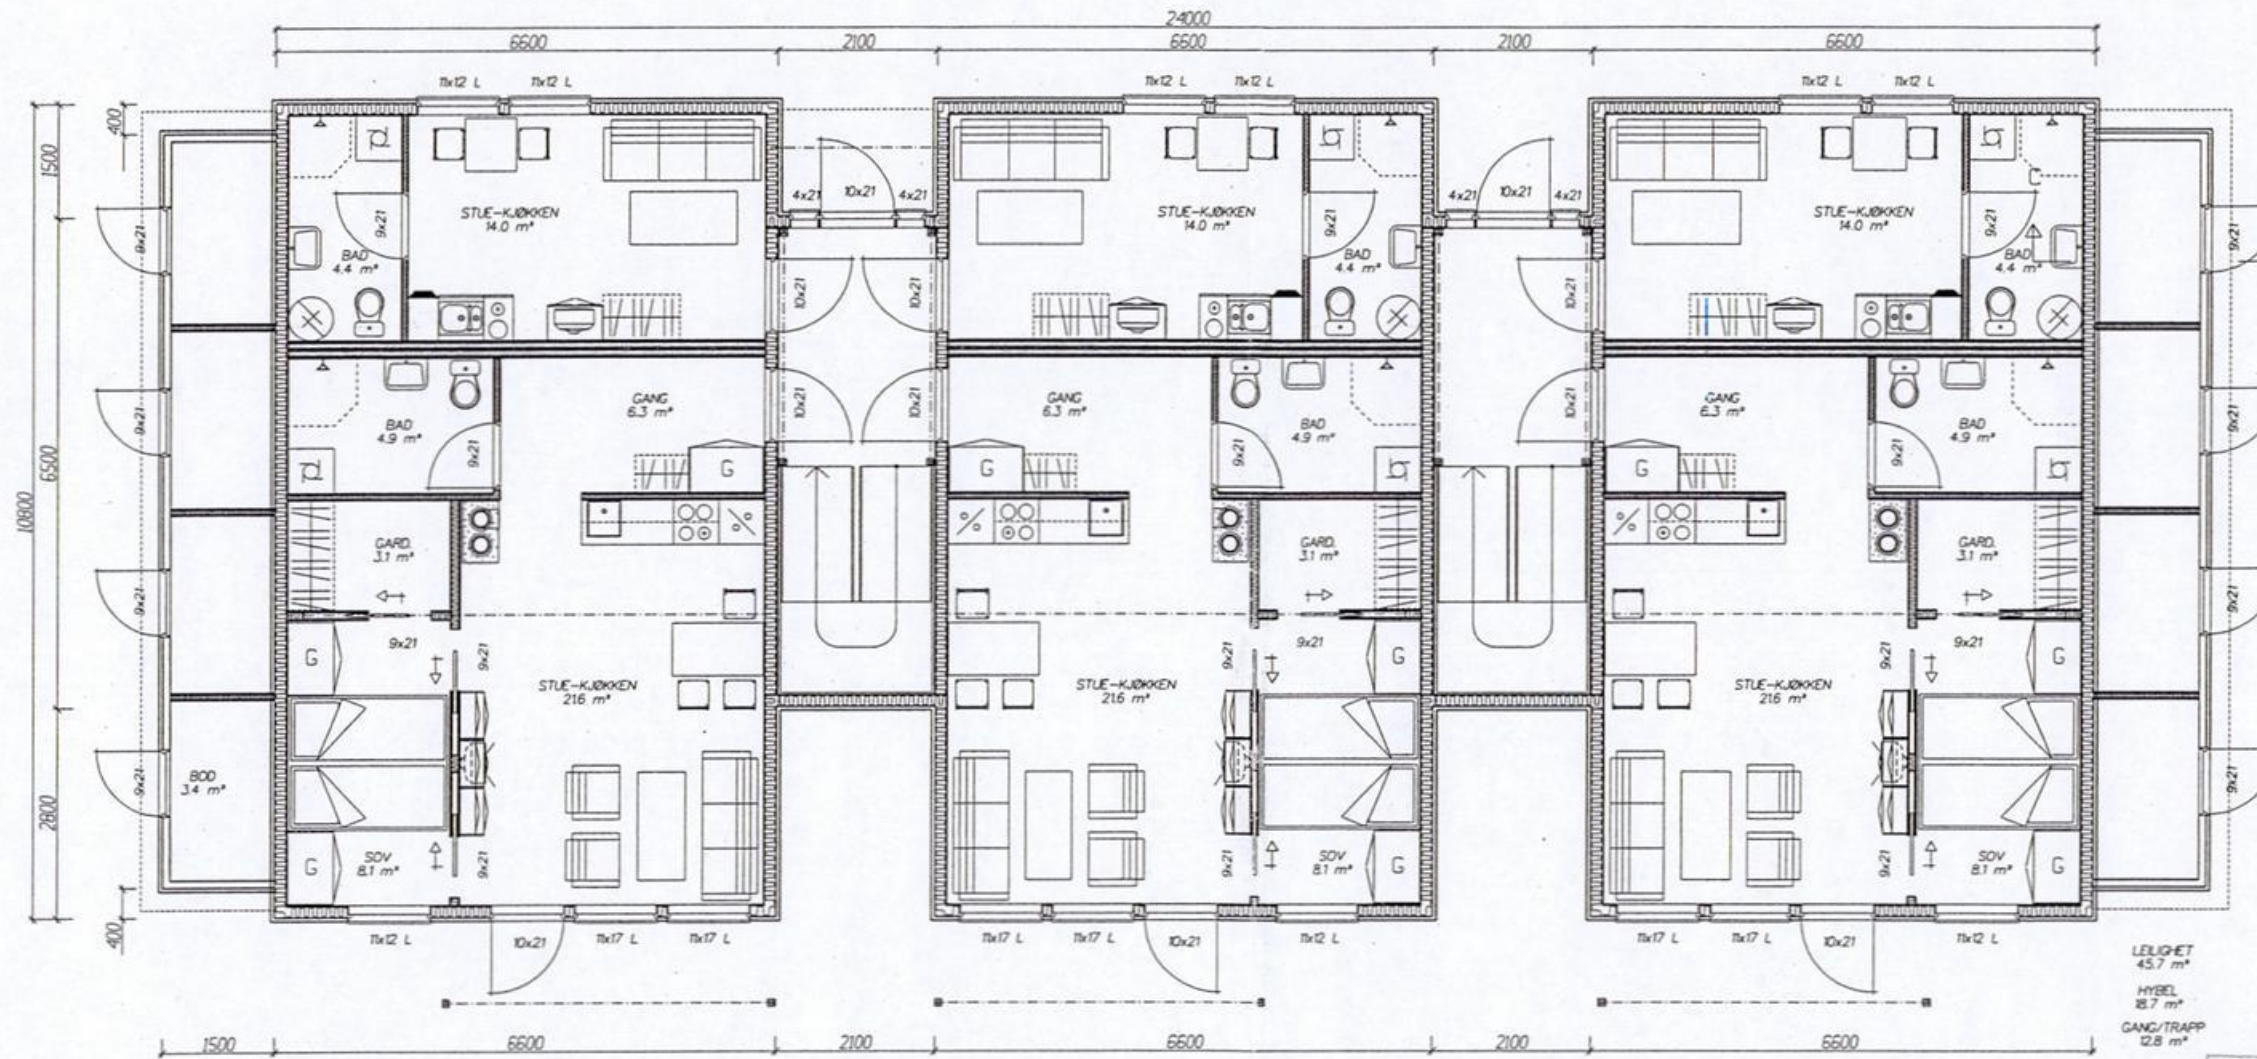 24000
6600 2100 6600 2100 6600
11x12 L 11x12 L 11x12 L 11x12 L 11x12 L 11x12 L
400
1500
6500
10800
2800
400
4x21 10x21 4x21 4x21 10x21 4x21
STUE-KJØKKEN STUE-KJØKKEN STUE-KJØKKEN
14.0 m² 14.0 m² 14.0 m²
9x21 9x21 9x21 9x21 9x21
BAD BAD BAD
4.4 m² 4.4 m² 4.4 m²
10x21 10x21 10x21
GANG GANG GANG
6.3 m² 6.3 m² 6.3 m²
10x21 10x21 10x21
9x21 9x21
BAD BAD BAD
4.9 m² 4.9 m² 4.9 m²
9x21 9x21 9x21
G G G
GARD. GARD. GARD.
3.1 m² 3.1 m² 3.1 m²
9x21 9x21
G 9x21 9x21 9x21 9x21 G 9x21 9x21 G
STUE-KJØKKEN STUE-KJØKKEN STUE-KJØKKEN
21.6 m² 21.6 m² 21.6 m²
BOD
3.4 m²
9x21 9x21
G SOV 9x21 9x21 SOV G 9x21 SOV G
8.1 m² 8.1 m² 8.1 m²
11x12 L 10x21 11x17 L 11x17 L 11x17 L 11x17 L 10x21 11x12 L 11x17 L 11x17 L 10x21 11x12 L
LEILIGHET
45.7 m²
HYBEL
18.7 m²
GANG/TRAPP
12.8 m²
1500 6600 2100 6600 2100 6600